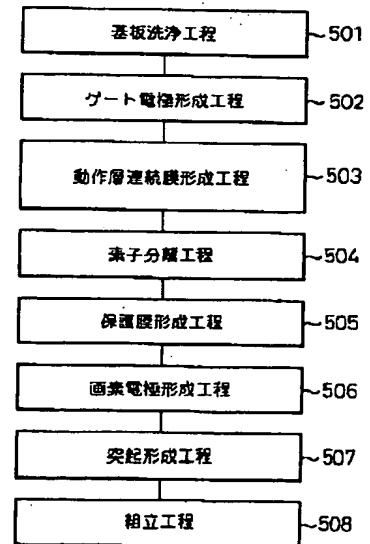 基板洗浄工程 501
ゲート電極形成工程 502
動作層連続膜形成工程 503
素子分離工程 504
保護膜形成工程 505
画素電極形成工程 506
突起形成工程 507
組立工程 508